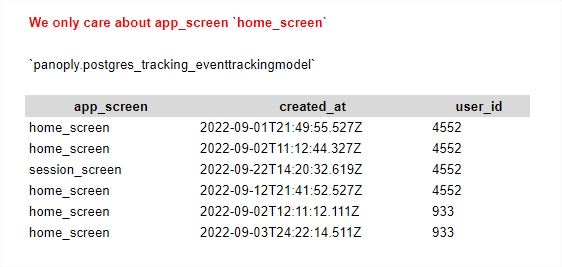 We only care about app_screen `home_screen`
`panoply.postgres_tracking_eventtrackingmodel`
app_screen created_at user_id
home_screen 2022-09-01T21:49:55.527Z 4552
home_screen 2022-09-02T11:12:44.327Z 4552
session_screen 2022-09-22T14:20:32.619Z 4552
home_screen 2022-09-12T21:41:52.527Z 4552
home_screen 2022-09-02T12:11:12.111Z 933
home_screen 2022-09-03T24:22:14.511Z 933